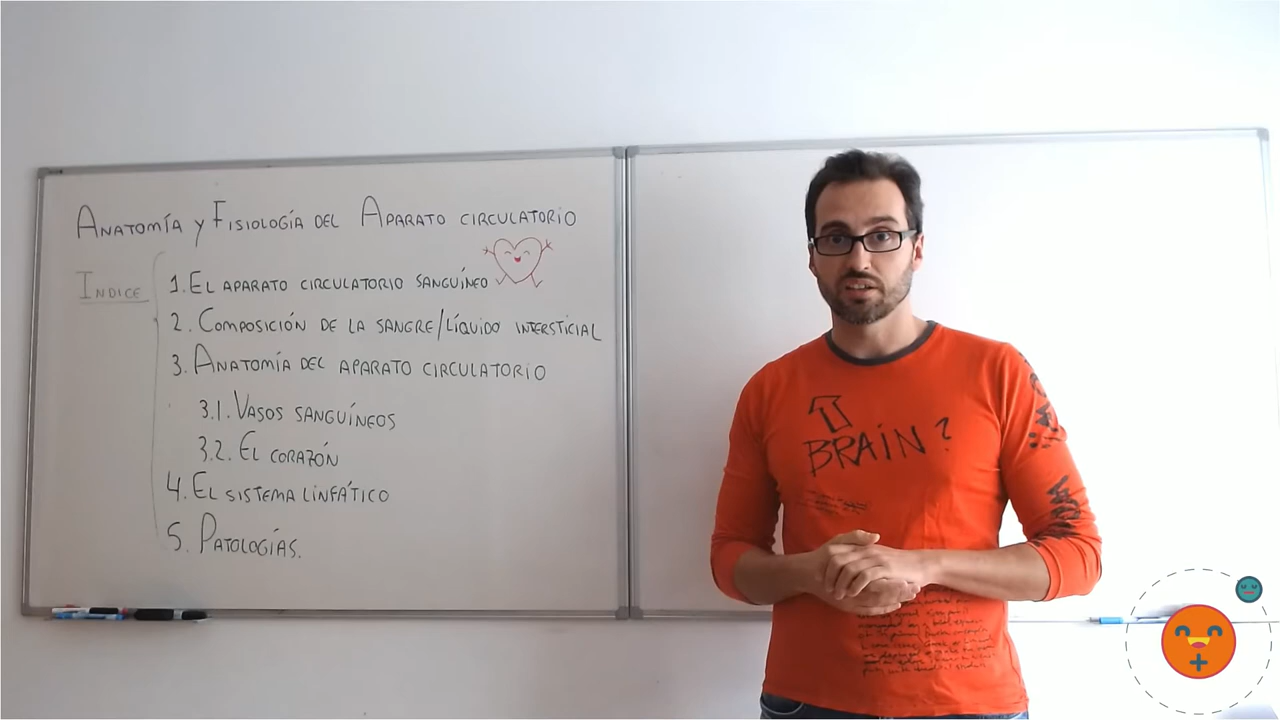 Anatomía y Fisiología del Aparato circulatorio
Indice
1. El aparato circulatorio sanguíneo
2. Composición de la sangre/líquido intersticial
3. Anatomía del aparato circulatorio
3.1. Vasos sanguíneos
3.2. El corazón
4. El sistema linfático
5. Patologías.
BRAIN?